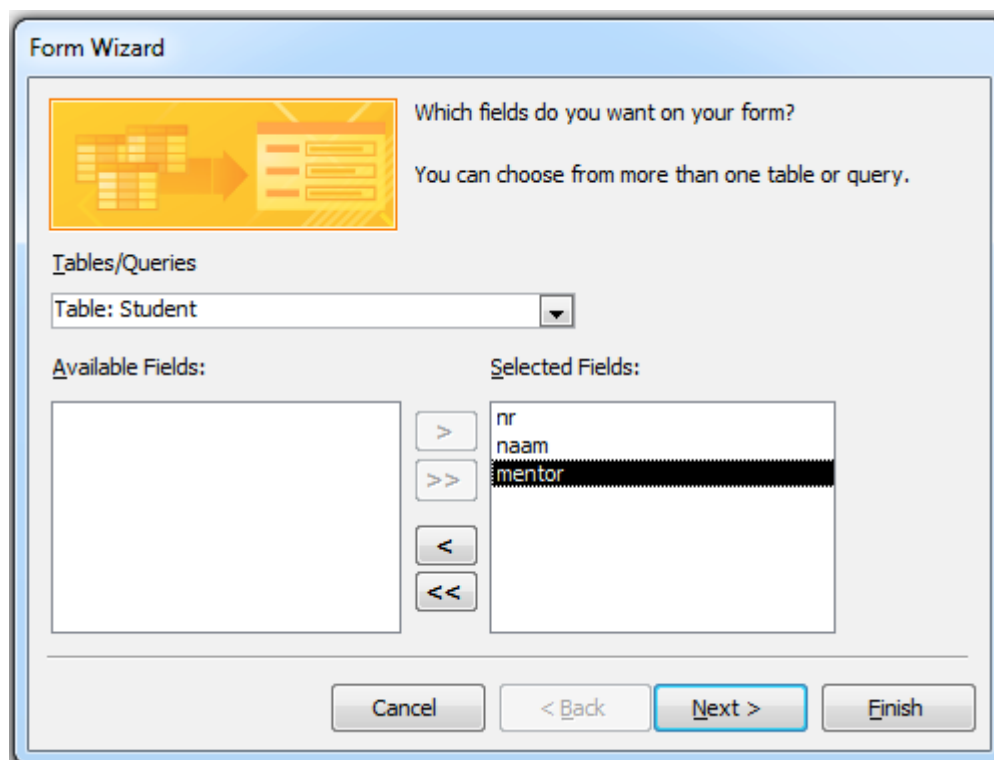 Form Wizard
Which fields do you want on your form?
You can choose from more than one table or query.
Tables/Queries
Table: Student
Available Fields:
Selected Fields:
nr
naam
mentor
>
>>
<
<<
Cancel
< Back
Next >
Finish